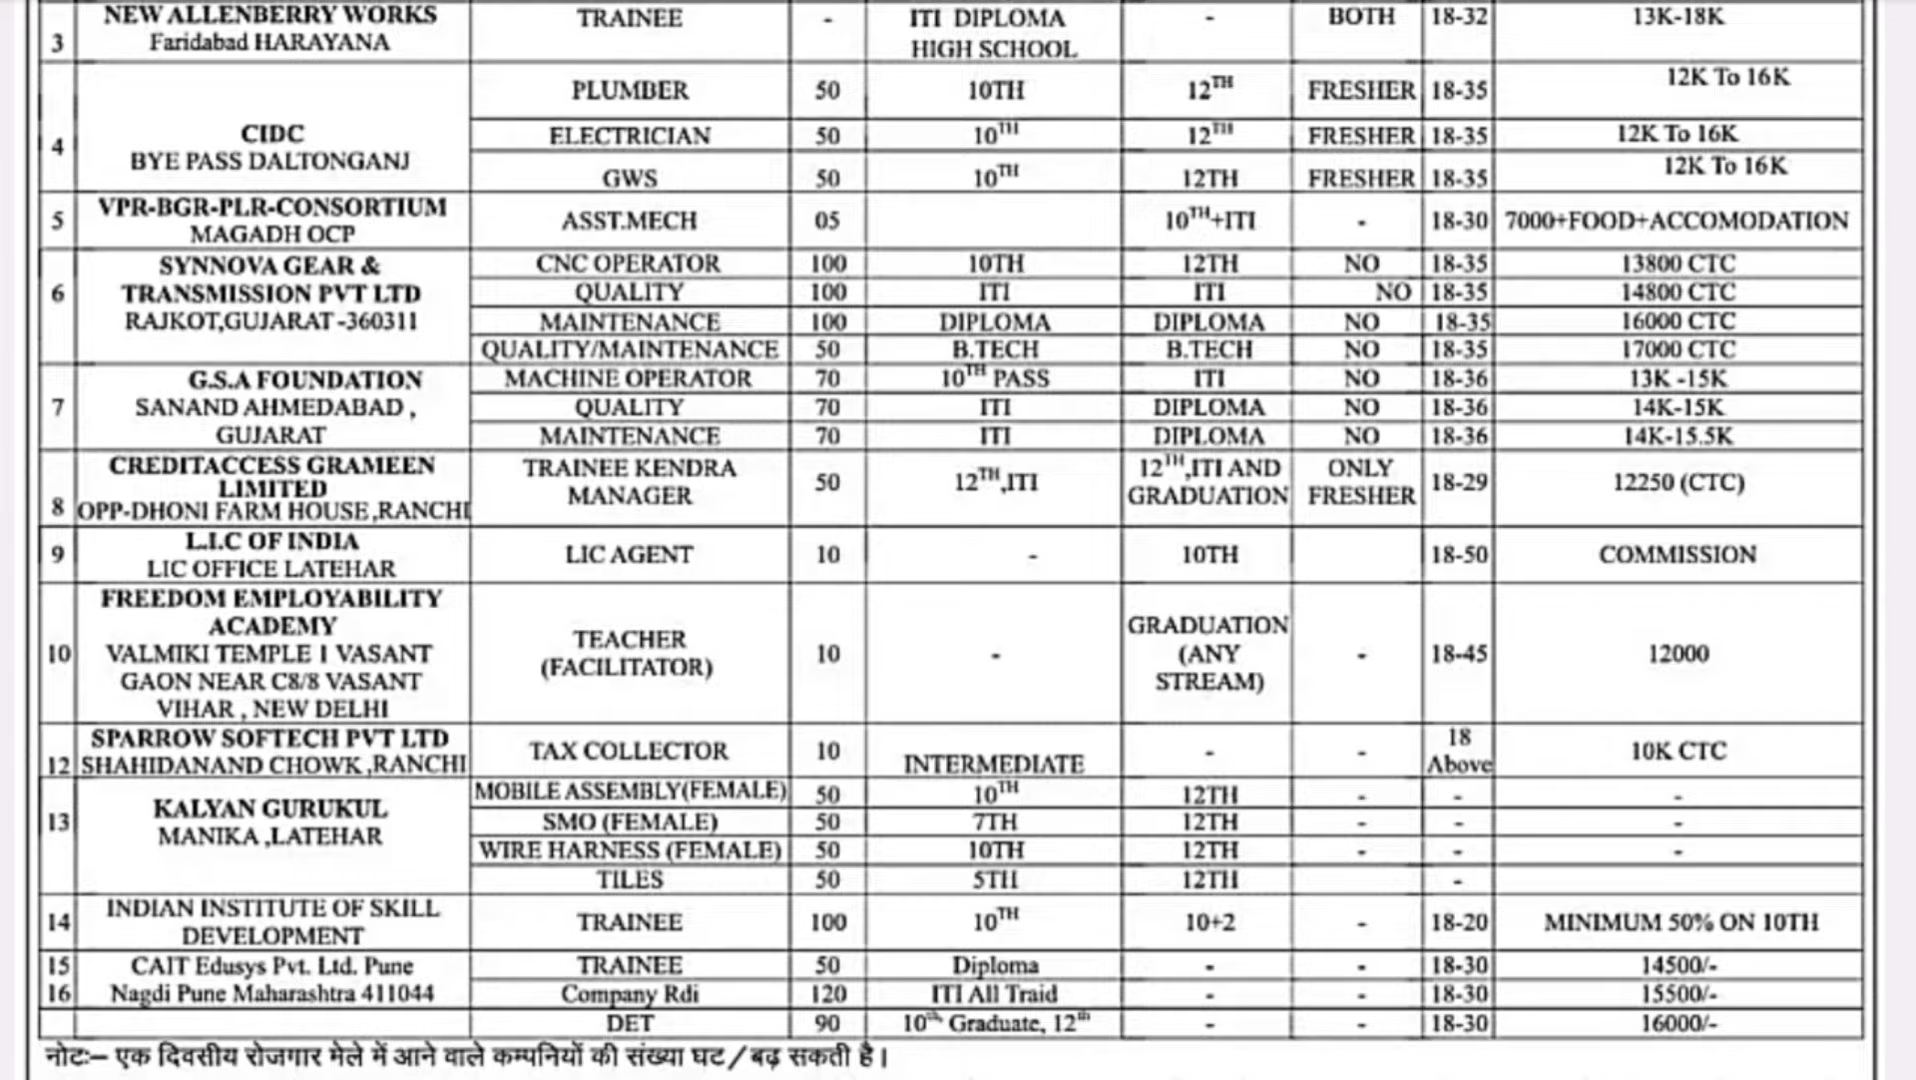 3 NEW ALLENBERRY WORKS Faridabad HARAYANA TRAINEE - ITI DIPLOMA HIGH SCHOOL - BOTH 18-32 13K-18K
4 CIDC BYE PASS DALTONGANJ PLUMBER 50 10TH 12TH FRESHER 18-35 12K To 16K
ELECTRICIAN 50 10TH 12TH FRESHER 18-35 12K To 16K
GWS 50 10TH 12TH FRESHER 18-35 12K To 16K
5 VPR-BGR-PLR-CONSORTIUM MAGADH OCP ASST.MECH 05 10TH+ITI - 18-30 7000+FOOD+ACCOMODATION
6 SYNNOVA GEAR & TRANSMISSION PVT LTD RAJKOT,GUJARAT-360311 CNC OPERATOR 100 10TH 12TH NO 18-35 13800 CTC
QUALITY 100 ITI ITI NO 18-35 14800 CTC
MAINTENANCE 100 DIPLOMA DIPLOMA NO 18-35 16000 CTC
QUALITY/MAINTENANCE 50 B.TECH B.TECH NO 18-35 17000 CTC
7 G.S.A FOUNDATION SANAND AHMEDABAD , GUJARAT MACHINE OPERATOR 70 10TH PASS ITI NO 18-36 13K -15K
QUALITY 70 ITI DIPLOMA NO 18-36 14K-15K
MAINTENANCE 70 ITI DIPLOMA NO 18-36 14K-15.5K
8 CREDITACCESS GRAMEEN LIMITED OPP-DHONI FARM HOUSE ,RANCHI TRAINEE KENDRA MANAGER 50 12TH,ITI 12TH,ITI AND GRADUATION ONLY FRESHER 18-29 12250 (CTC)
9 L.I.C OF INDIA LIC OFFICE LATEHAR LIC AGENT 10 - 10TH 18-50 COMMISSION
10 FREEDOM EMPLOYABILITY ACADEMY VALMIKI TEMPLE 1 VASANT GAON NEAR C8/8 VASANT VIHAR , NEW DELHI TEACHER (FACILITATOR) 10 - GRADUATION (ANY STREAM) - 18-45 12000
12 SPARROW SOFTECH PVT LTD SHAHIDANAND CHOWK ,RANCHI TAX COLLECTOR 10 INTERMEDIATE - - 18 Above 10K CTC
13 KALYAN GURUKUL MANIKA ,LATEHAR MOBILE ASSEMBLY(FEMALE) 50 10TH 12TH - - -
SMO (FEMALE) 50 7TH 12TH - - -
WIRE HARNESS (FEMALE) 50 10TH 12TH - - -
TILES 50 5TH 12TH -
14 INDIAN INSTITUTE OF SKILL DEVELOPMENT TRAINEE 100 10TH 10+2 - 18-20 MINIMUM 50% ON 10TH
15 CAIT Edusys Pvt. Ltd. Pune TRAINEE 50 Diploma - - 18-30 14500/-
16 Nagdi Pune Maharashtra 411044 Company Rdi 120 ITI All Traid - - 18-30 15500/-
DET 90 10th Graduate, 12th - - 18-30 16000/-
नोटः– एक दिवसीय रोजगार मेले में आने वाले कम्पनियों की संख्या घट/बढ़ सकती है।